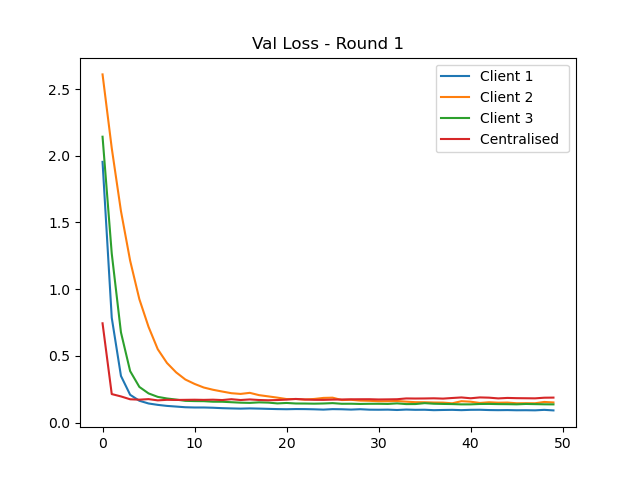 Val Loss - Round 1
Client 1
Client 2
Client 3
Centralised
2.5
2.0
1.5
1.0
0.5
0.0
0 10 20 30 40 50